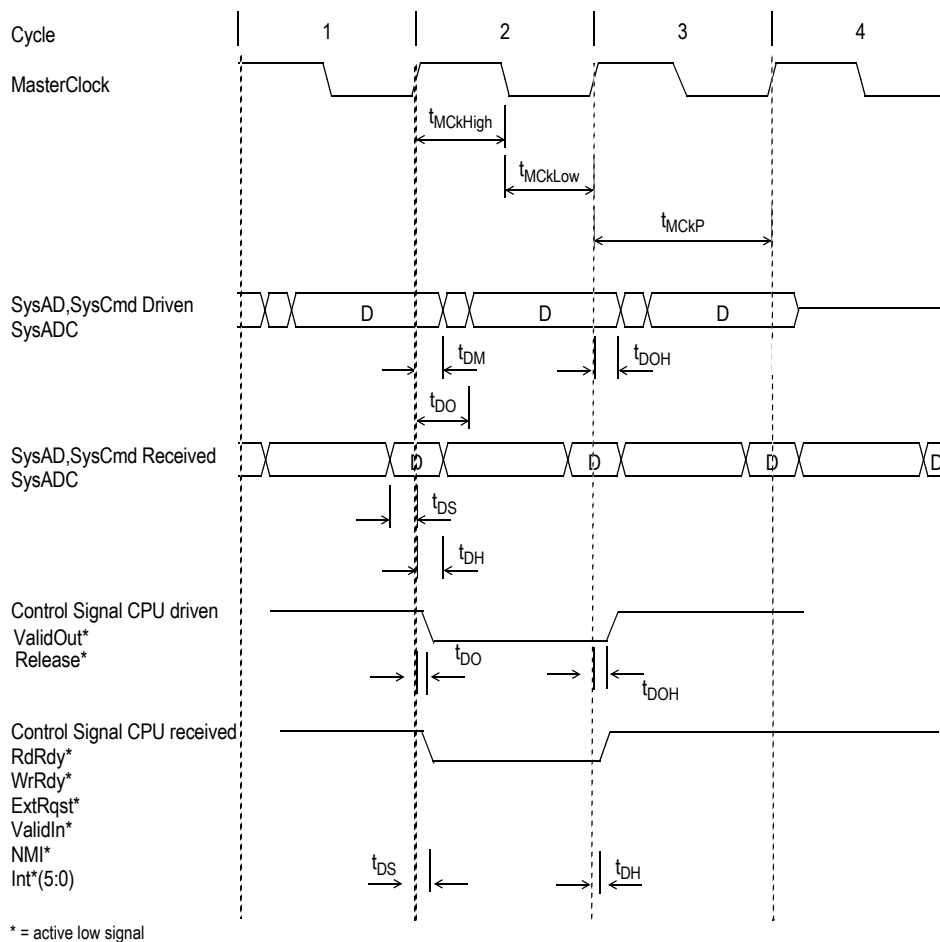 Cycle 1 2 3 4
MasterClock
tMCkHigh
tMCkLow
tMCkP
SysAD,SysCmd Driven
SysADC
D D D
tDM tDOH
tDO
SysAD,SysCmd Received
SysADC
D D D D
tDS
tDH
Control Signal CPU driven
ValidOut*
Release*
tDO
tDOH
Control Signal CPU received
RdRdy*
WrRdy*
ExtRqst*
ValidIn*
NMI*
Int*(5:0)
tDS tDH
* = active low signal